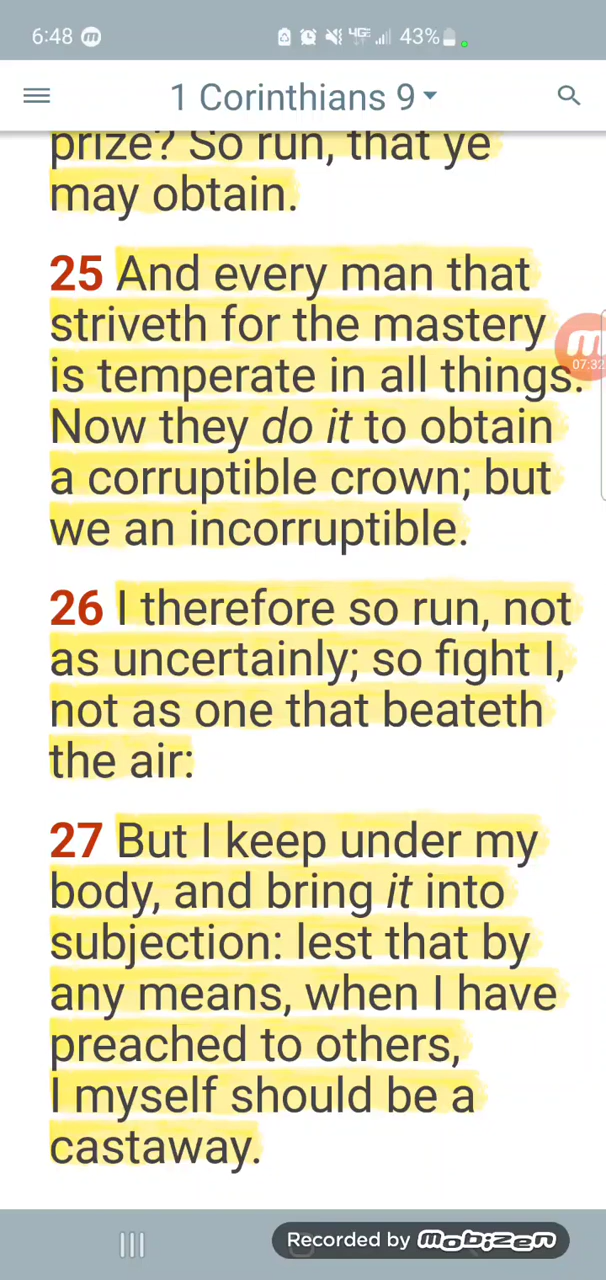 6:48 4GE 43%
1 Corinthians 9
prize? So run, that ye
may obtain.
25 And every man that
striveth for the mastery
is temperate in all things.
Now they do it to obtain
a corruptible crown; but
we an incorruptible.
26 I therefore so run, not
as uncertainly; so fight I,
not as one that beateth
the air:
27 But I keep under my
body, and bring it into
subjection: lest that by
any means, when I have
preached to others,
I myself should be a
castaway.
07:32
Recorded by mobizen